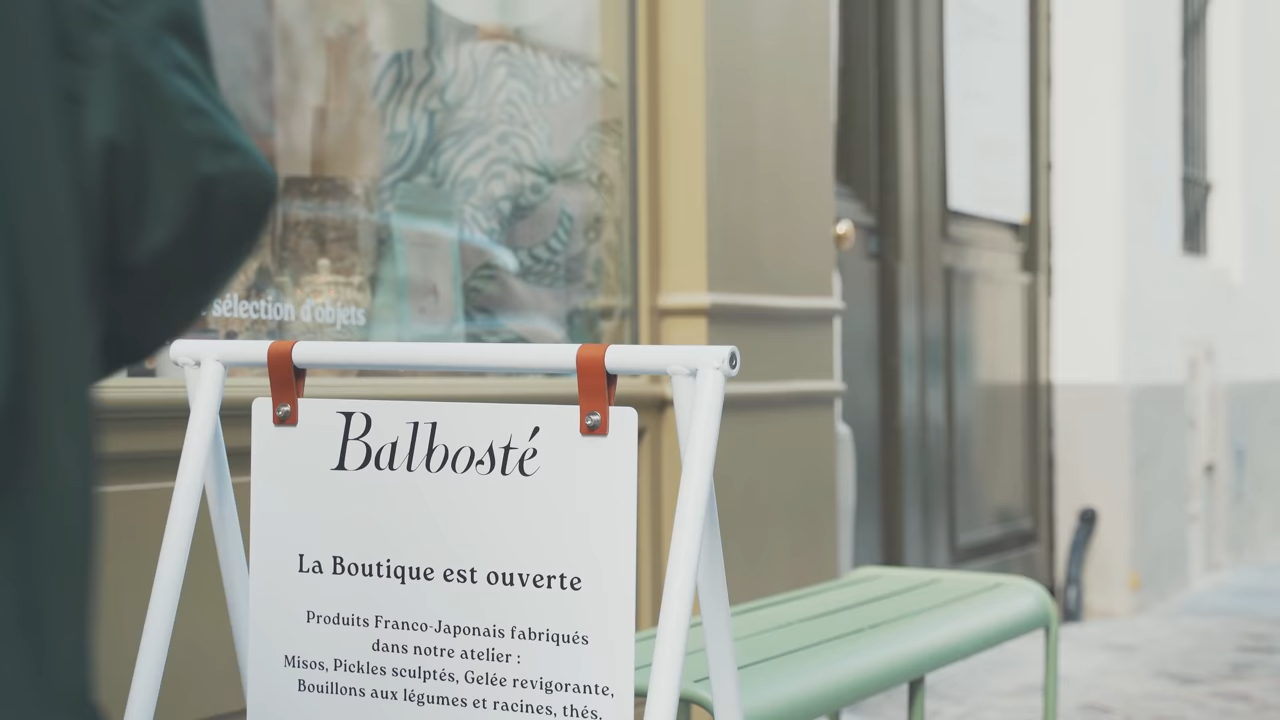 sélection d'objets
Balbosté
La Boutique est ouverte
Produits Franco-Japonais fabriqués
dans notre atelier :
Misos, Pickles sculptés, Gelée revigorante,
Bouillons aux légumes et racines, thés,